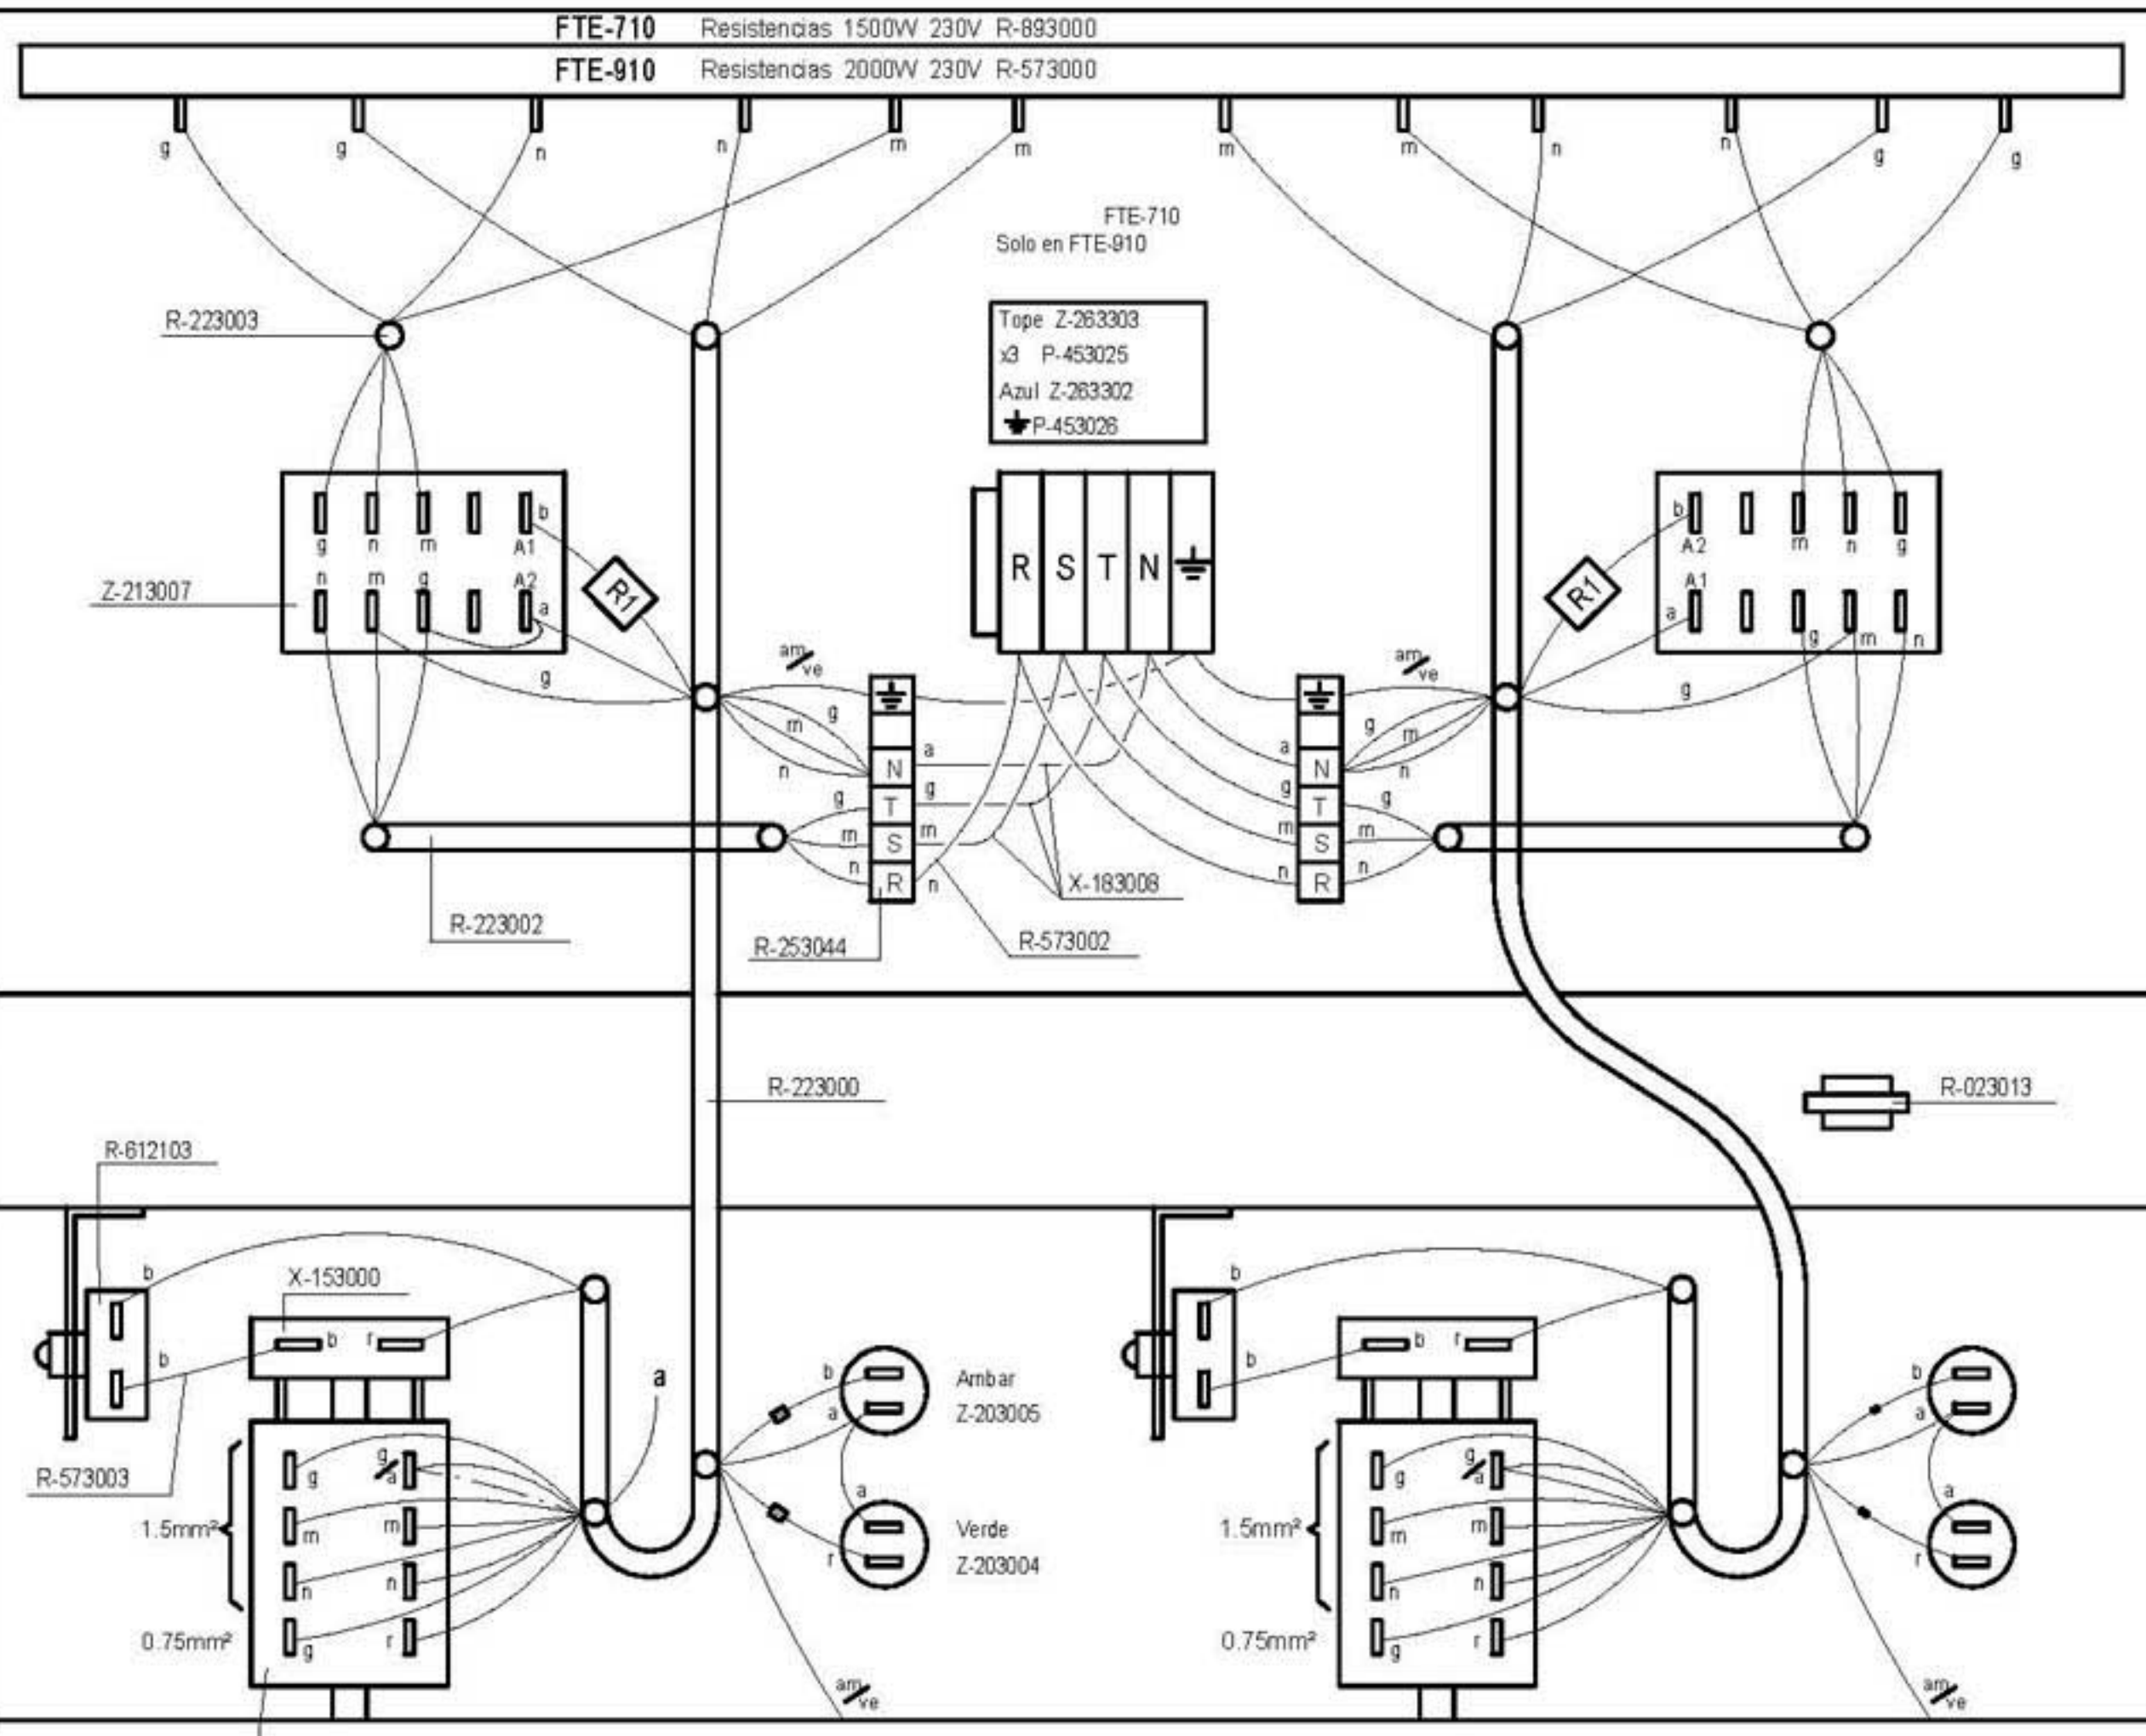 FTE-710 Resistencias 1500W 230V R-893000
FTE-910 Resistencias 2000W 230V R-573000
g g n n m m m m n n g g
FTE-710
Solo en FTE-910
R-223003
Tope Z-263303
x3 P-453025
Azul Z-263302
P-453026
b
b
g n m A1
A2 m n g
R S T N
n m g A2
A1
Z-213007
a
R1
R1
a
g m n
am/ve
am/ve
g
g
g
m
n
g
m
n
N
a
a
N
T
g
g
T
S
m
m
S
R
n
n
R
g
m
n
g
m
n
X-183008
R-223002
R-253044
R-573002
R-223000
R-023013
R-612103
b
X-153000
b
b r
b
b
b r
a
b
a
Ambar
Z-203005
b
a
R-573003
g g/a
g g/a
1.5mm²
m m
a
Verde
Z-203004
1.5mm²
m m
a
n n
r
n n
r
0.75mm²
g r
0.75mm²
g r
am/ve
am/ve